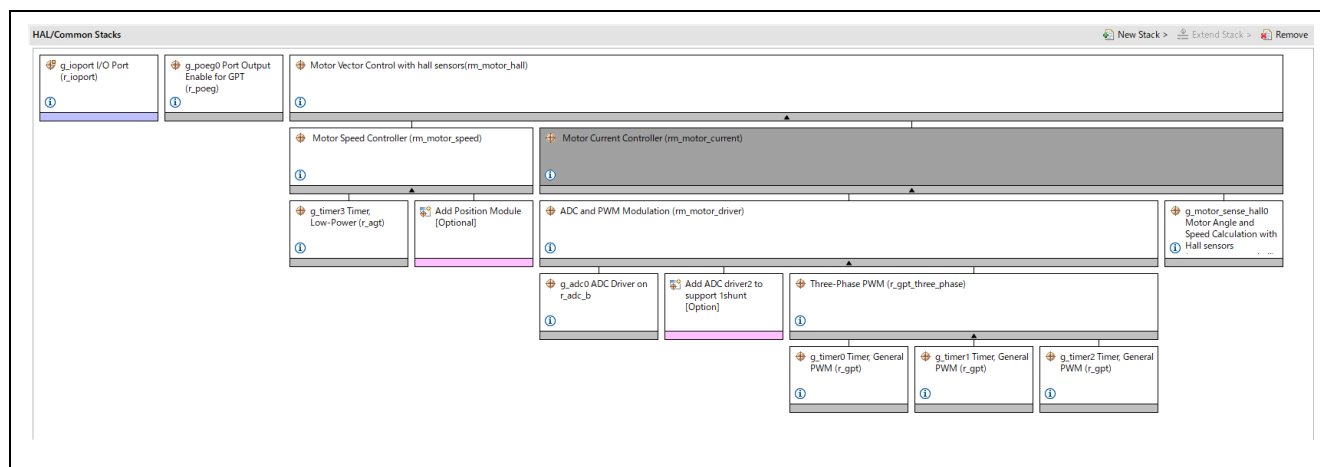 HAL/Common Stacks
New Stack >
Extend Stack >
Remove
g_ioport I/O Port
(r_ioport)
g_poeg0 Port Output
Enable for GPT
(r_poeg)
Motor Vector Control with hall sensors(rm_motor_hall)
Motor Speed Controller (rm_motor_speed)
Motor Current Controller (rm_motor_current)
g_timer3 Timer,
Low-Power (r_agt)
Add Position Module
[Optional]
ADC and PWM Modulation (rm_motor_driver)
g_motor_sense_hall0
Motor Angle and
Speed Calculation with
Hall sensors
g_adc0 ADC Driver on
r_adc_b
Add ADC driver2 to
support 1shunt
[Option]
Three-Phase PWM (r_gpt_three_phase)
g_timer0 Timer, General
PWM (r_gpt)
g_timer1 Timer, General
PWM (r_gpt)
g_timer2 Timer, General
PWM (r_gpt)